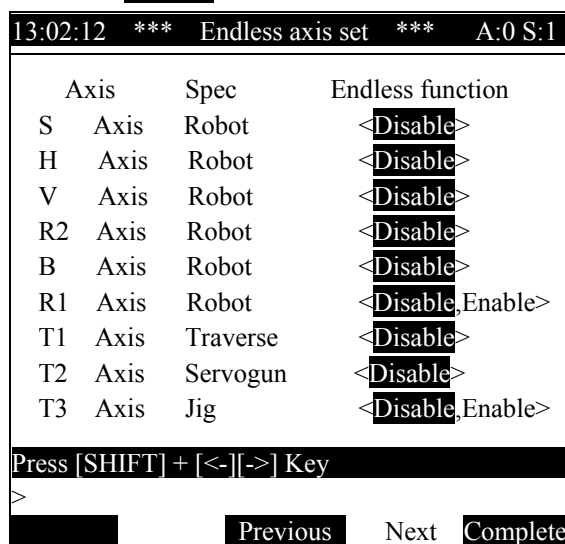 13:02:12 *** Endless axis set *** A:0 S:1
Axis Spec Endless function
S Axis Robot <Disable>
H Axis Robot <Disable>
V Axis Robot <Disable>
R2 Axis Robot <Disable>
B Axis Robot <Disable>
R1 Axis Robot <Disable,Enable>
T1 Axis Traverse <Disable>
T2 Axis Servogun <Disable>
T3 Axis Jig <Disable,Enable>
Press [SHIFT] + [<-][->] Key
>
Previous Next Complete